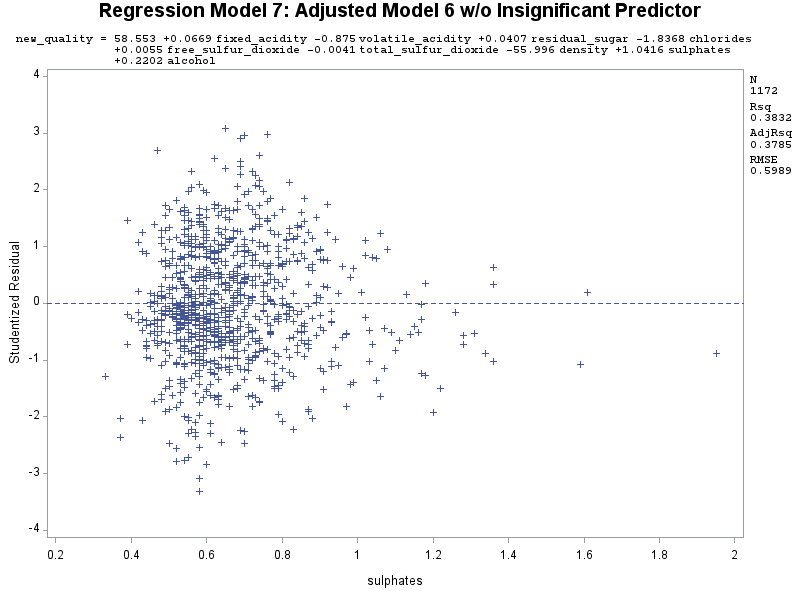 Regression Model 7: Adjusted Model 6 w/o Insignificant Predictor
new_quality = 58.553 +0.0669 fixed_acidity -0.875 volatile_acidity +0.0407 residual_sugar -1.8368 chlorides
+0.0055 free_sulfur_dioxide -0.0041 total_sulfur_dioxide -55.996 density +1.0416 sulphates
+0.2202 alcohol
N
1172
Rsq
0.3832
AdjRsq
0.3785
RMSE
0.5989
Studentized Residual
4
3
2
1
0
-1
-2
-3
-4
0.2 0.4 0.6 0.8 1 1.2 1.4 1.6 1.8 2
sulphates